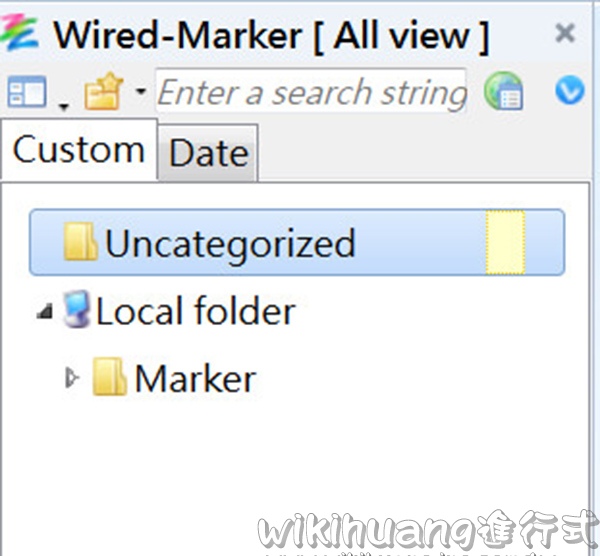 Wired-Marker [ All view ]
Enter a search string
Custom
Date
Uncategorized
Local folder
Marker
wikihuang進行式